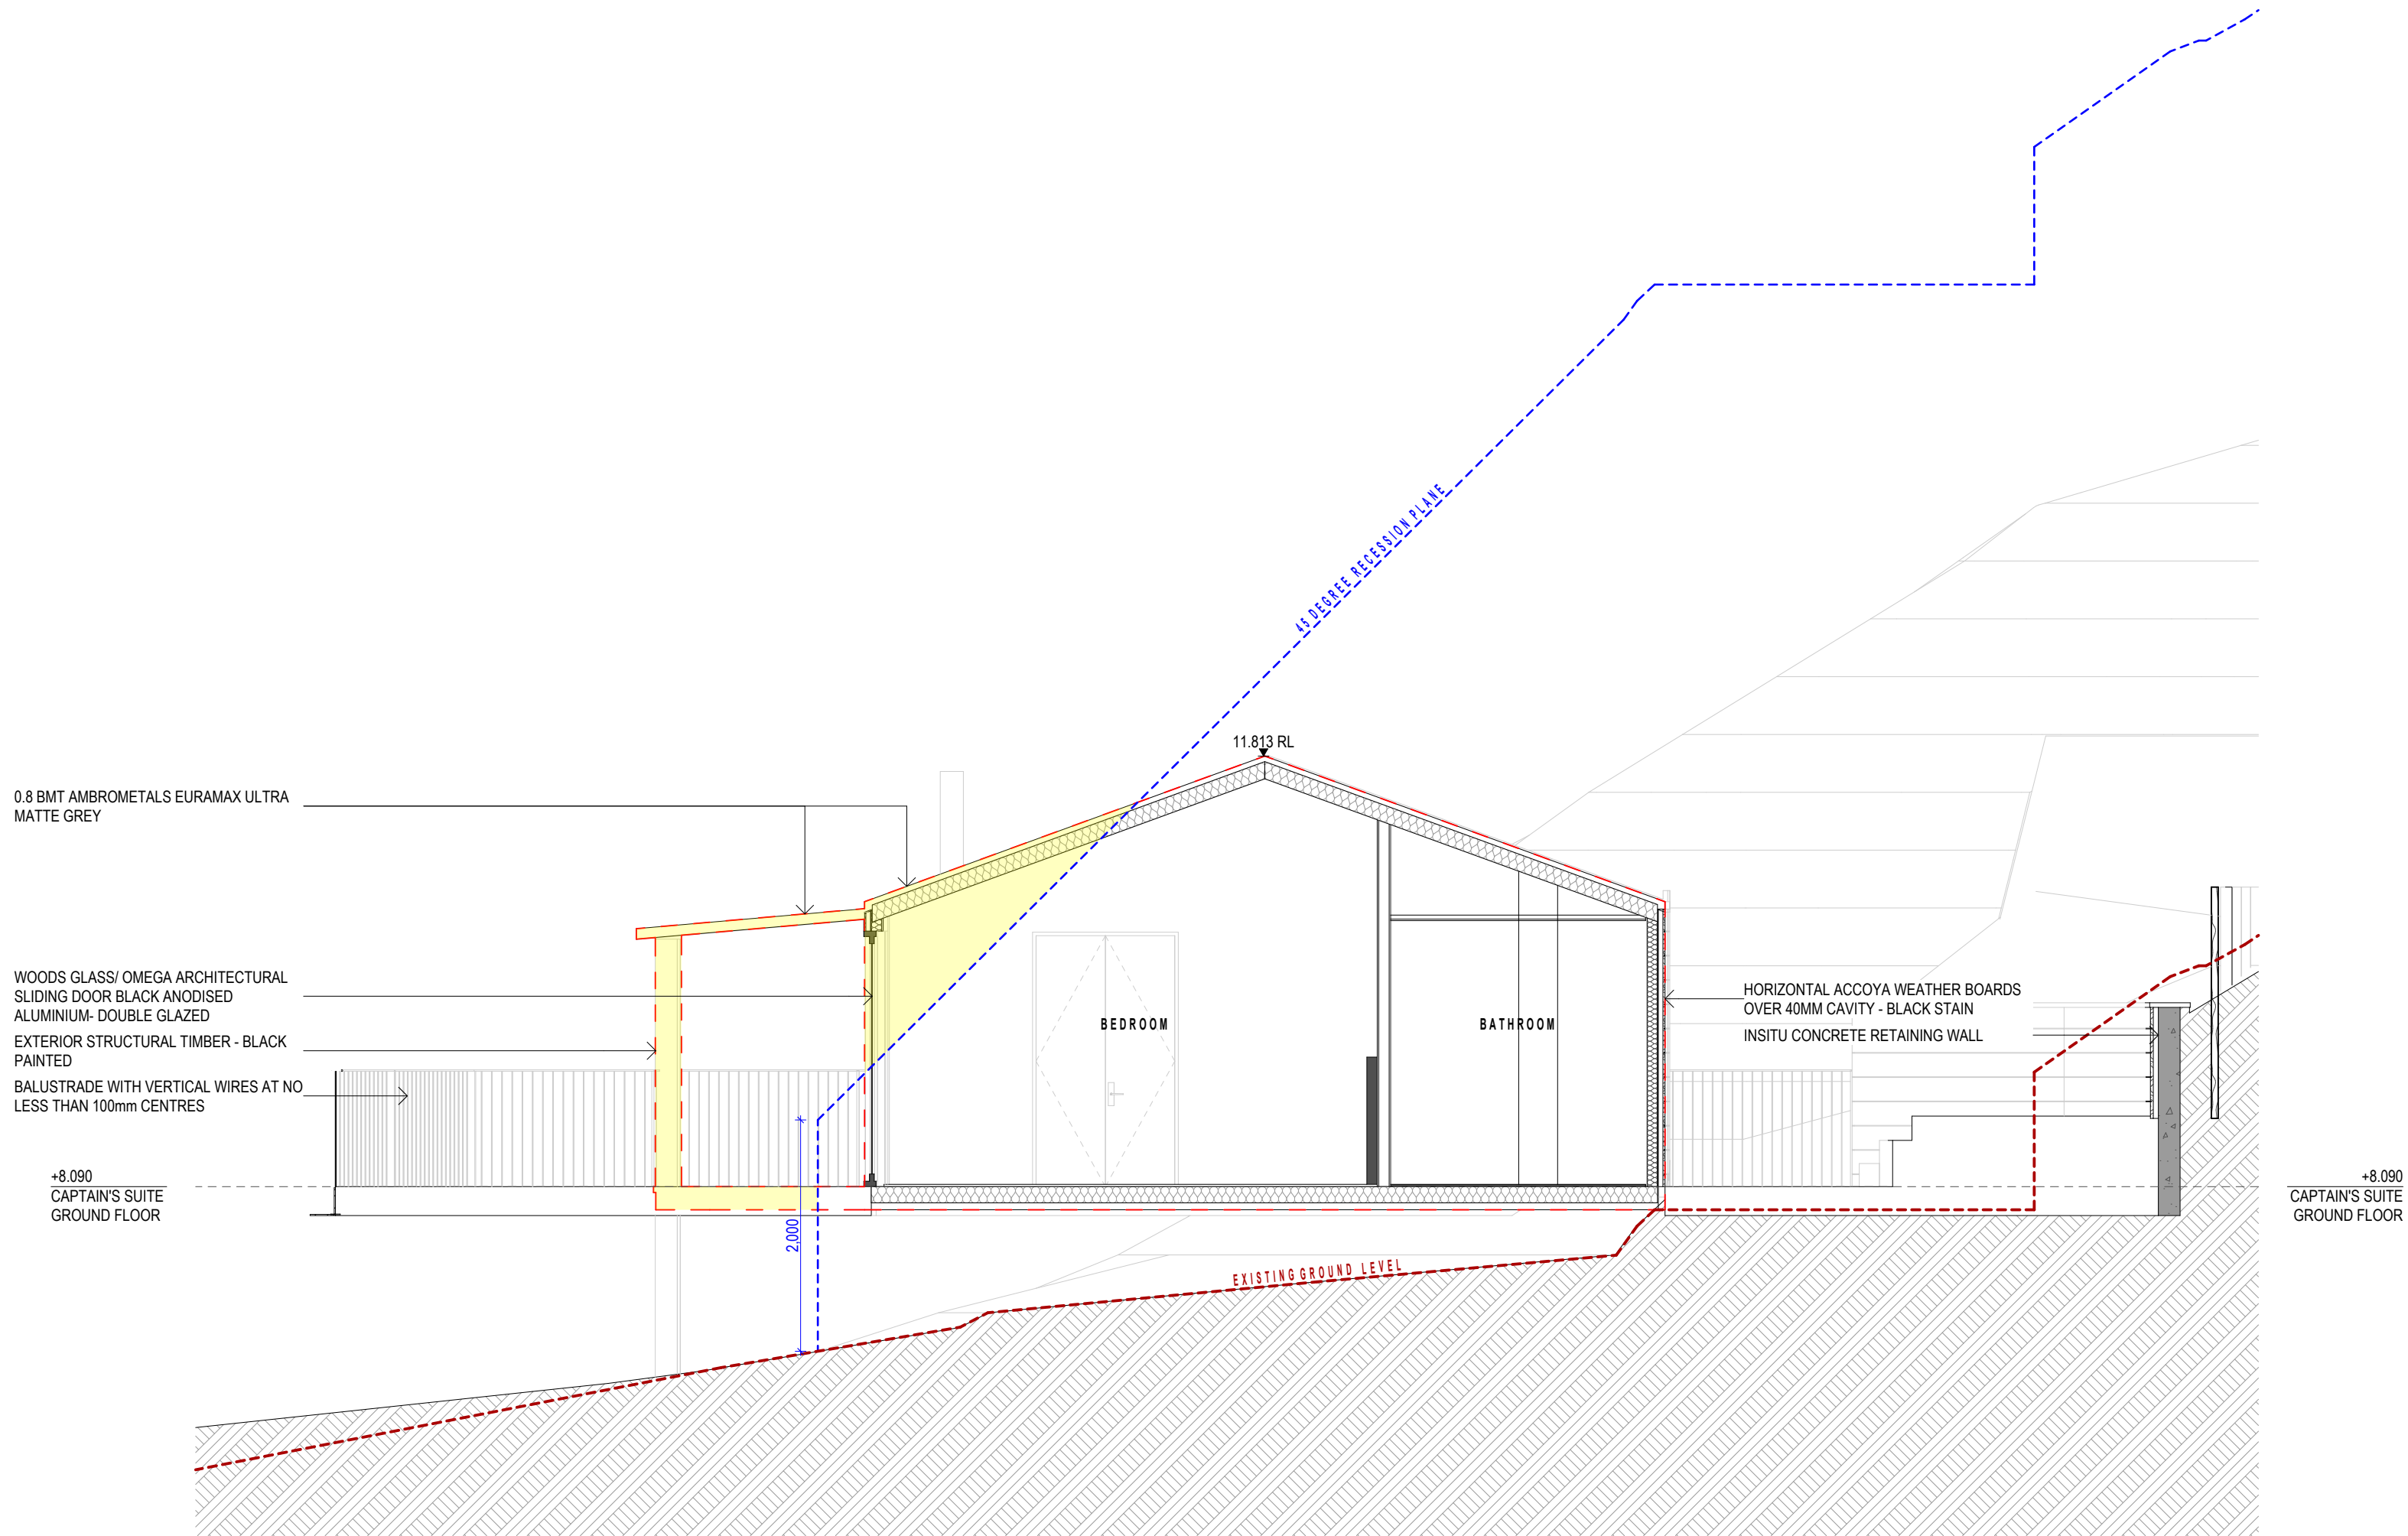 45 DEGREE RECESSION PLANE
11.813 RL
0.8 BMT AMBROMETALS EURAMAX ULTRA
MATTE GREY
WOODS GLASS/ OMEGA ARCHITECTURAL
SLIDING DOOR BLACK ANODISED
ALUMINIUM- DOUBLE GLAZED
EXTERIOR STRUCTURAL TIMBER - BLACK
PAINTED
BALUSTRADE WITH VERTICAL WIRES AT NO
LESS THAN 100mm CENTRES
BEDROOM
BATHROOM
HORIZONTAL ACCOYA WEATHER BOARDS
OVER 40MM CAVITY - BLACK STAIN
INSITU CONCRETE RETAINING WALL
+8.090
CAPTAIN'S SUITE
GROUND FLOOR
+8.090
CAPTAIN'S SUITE
GROUND FLOOR
2,000
EXISTING GROUND LEVEL